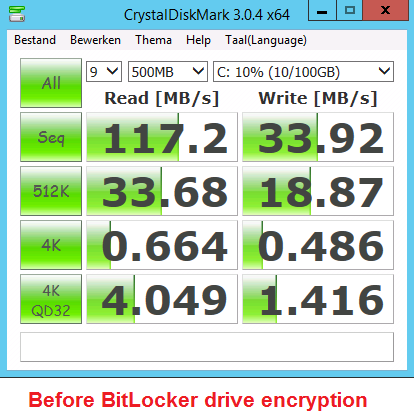 CrystalDiskMark 3.0.4 x64
Bestand Bewerken Thema Help Taal(Language)
All 9 500MB C: 10% (10/100GB)
Read [MB/s] Write [MB/s]
Seq 117.2 33.92
512K 33.68 18.87
4K 0.664 0.486
4K QD32 4.049 1.416
Before BitLocker drive encryption